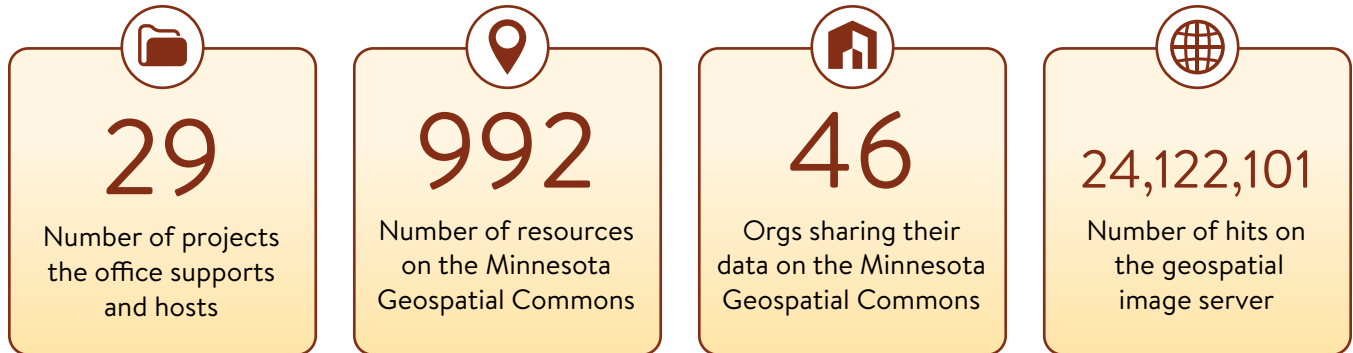 29
Number of projects
the office supports
and hosts
992
Number of resources
on the Minnesota
Geospatial Commons
46
Orgs sharing their
data on the Minnesota
Geospatial Commons
24,122,101
Number of hits on
the geospatial
image server